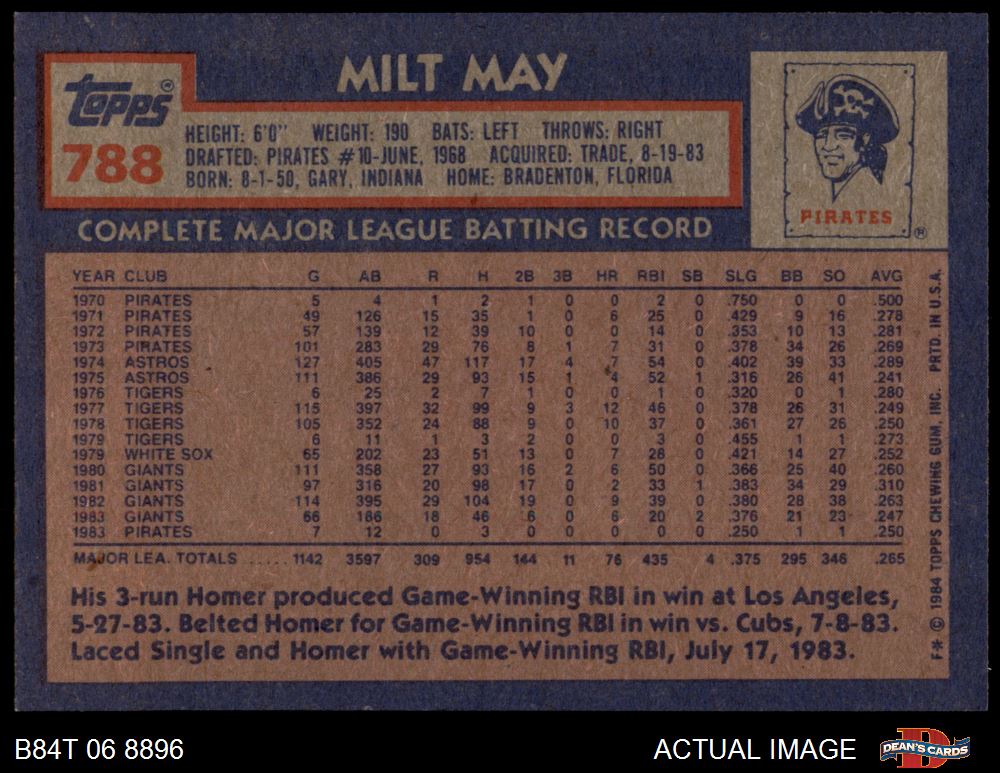 MILT MAY
Topps®
788
HEIGHT: 6'0" WEIGHT: 190 BATS: LEFT THROWS: RIGHT
DRAFTED: PIRATES #10-JUNE, 1968 ACQUIRED: TRADE, 8-19-83
BORN: 8-1-50, GARY, INDIANA HOME: BRADENTON, FLORIDA
PIRATES
®
COMPLETE MAJOR LEAGUE BATTING RECORD
YEAR CLUB G AB R H 2B 3B HR RBI SB SLG BB SO AVG
1970 PIRATES 5 4 1 2 1 0 0 2 0 .750 0 0 .500
1971 PIRATES 49 126 15 35 1 0 6 25 0 .429 9 16 .278
1972 PIRATES 57 139 12 39 10 0 0 14 0 .353 10 13 .281
1973 PIRATES 101 283 29 76 8 1 7 31 0 .378 34 26 .269
1974 ASTROS 127 405 47 117 17 4 7 54 0 .402 39 33 .289
1975 ASTROS 111 386 29 93 15 1 4 52 1 .316 26 41 .241
1976 TIGERS 6 25 2 7 1 0 0 1 0 .320 0 1 .280
1977 TIGERS 115 397 32 99 9 3 12 46 0 .378 26 31 .249
1978 TIGERS 105 352 24 88 9 0 10 37 0 .361 27 26 .250
1979 TIGERS 6 11 1 3 2 0 0 3 0 .455 1 1 .273
1979 WHITE SOX 65 202 23 51 13 0 7 28 0 .421 14 27 .252
1980 GIANTS 111 358 27 93 16 2 6 50 0 .366 25 40 .260
1981 GIANTS 97 316 20 98 17 0 2 33 1 .383 34 29 .310
1982 GIANTS 114 395 29 104 19 0 9 39 0 .380 28 38 .263
1983 GIANTS 66 186 18 46 6 0 6 20 2 .376 21 23 .247
1983 PIRATES 7 12 0 3 0 0 0 0 0 .250 1 1 .250
MAJOR LEA. TOTALS ..... 1142 3597 309 954 144 11 76 435 4 .375 295 346 .265
His 3-run Homer produced Game-Winning RBI in win at Los Angeles,
5-27-83. Belted Homer for Game-Winning RBI in win vs. Cubs, 7-8-83.
Laced Single and Homer with Game-Winning RBI, July 17, 1983.
F* © 1984 TOPPS CHEWING GUM, INC. PRTD. IN U.S.A.
B84T 06 8896
ACTUAL IMAGE
DEAN'S CARDS